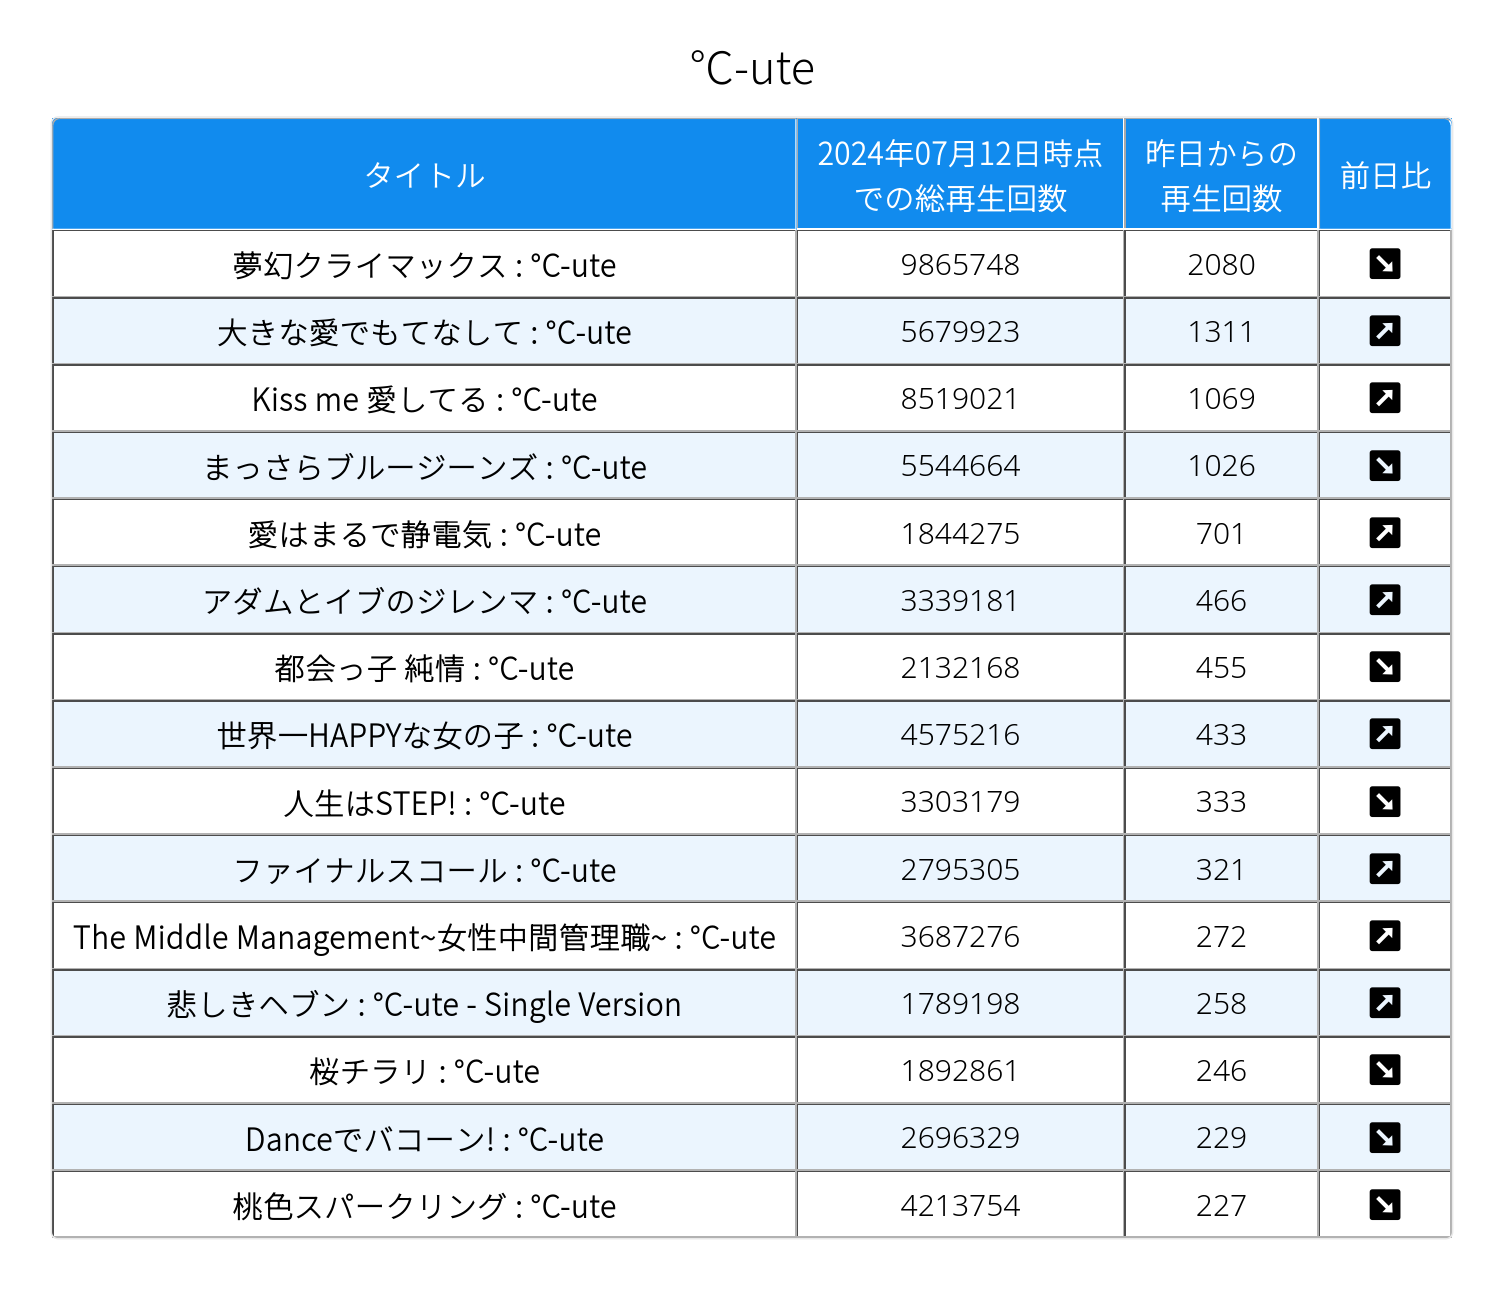 ℃-ute
タイトル
2024年07月12日時点
での総再生回数
昨日からの
再生回数
前日比
夢幻クライマックス : ℃-ute 9865748 2080
大きな愛でもてなして : ℃-ute 5679923 1311
Kiss me 愛してる : ℃-ute 8519021 1069
まっさらブルージーンズ : ℃-ute 5544664 1026
愛はまるで静電気 : ℃-ute 1844275 701
アダムとイブのジレンマ : ℃-ute 3339181 466
都会っ子 純情 : ℃-ute 2132168 455
世界一HAPPYな女の子 : ℃-ute 4575216 433
人生はSTEP! : ℃-ute 3303179 333
ファイナルスコール : ℃-ute 2795305 321
The Middle Management~女性中間管理職~ : ℃-ute 3687276 272
悲しきヘブン : ℃-ute - Single Version 1789198 258
桜チラリ : ℃-ute 1892861 246
Danceでバコーン! : ℃-ute 2696329 229
桃色スパークリング : ℃-ute 4213754 227